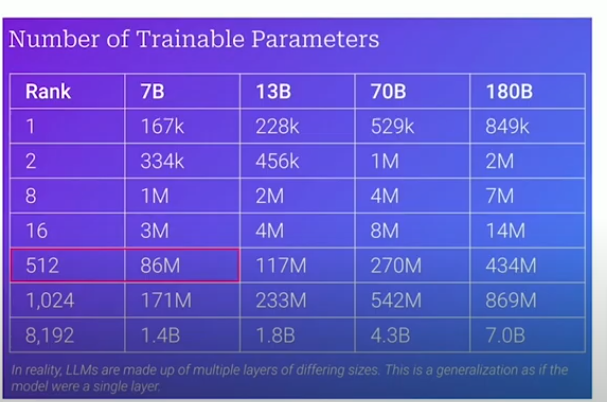 Number of Trainable Parameters
Rank 7B 13B 70B 180B
1 167k 228k 529k 849k
2 334k 456k 1M 2M
8 1M 2M 4M 7M
16 3M 4M 8M 14M
512 86M 117M 270M 434M
1,024 171M 233M 542M 869M
8,192 1.4B 1.8B 4.3B 7.0B
In reality, LLMs are made up of multiple layers of differing sizes. This is a generalization as if the
model were a single layer.